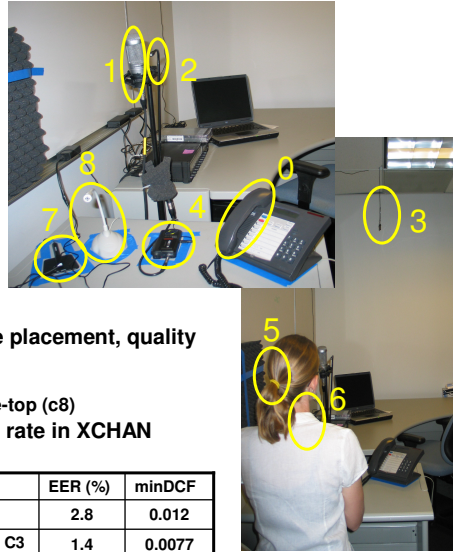 1
2
8
0
7
4
3
5
6
e placement, quality
e-top (c8)
rate in XCHAN
EER (%) minDCF
2.8 0.012
C3 1.4 0.0077